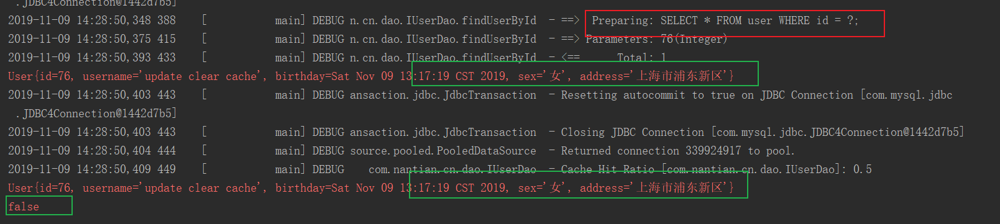 .JDBC4Connection@1442d7b5]
2019-11-09 14:28:50,348 388 [ main] DEBUG n.cn.dao.IUserDao.findUserById - ==> Preparing: SELECT * FROM user WHERE id = ?;
2019-11-09 14:28:50,375 415 [ main] DEBUG n.cn.dao.IUserDao.findUserById - ==> Parameters: 76(Integer)
2019-11-09 14:28:50,393 433 [ main] DEBUG n.cn.dao.IUserDao.findUserById - <== Total: 1
User{id=76, username='update clear cache', birthday=Sat Nov 09 13:17:19 CST 2019, sex='女', address='上海市浦东新区'}
2019-11-09 14:28:50,403 443 [ main] DEBUG ansaction.jdbc.JdbcTransaction - Resetting autocommit to true on JDBC Connection [com.mysql.jdbc
.JDBC4Connection@1442d7b5]
2019-11-09 14:28:50,403 443 [ main] DEBUG ansaction.jdbc.JdbcTransaction - Closing JDBC Connection [com.mysql.jdbc.JDBC4Connection@1442d7b5]
2019-11-09 14:28:50,404 444 [ main] DEBUG source.pooled.PooledDataSource - Returned connection 339924917 to pool.
2019-11-09 14:28:50,409 449 [ main] DEBUG com.nantian.cn.dao.IUserDao - Cache Hit Ratio [com.nantian.cn.dao.IUserDao]: 0.5
User{id=76, username='update clear cache', birthday=Sat Nov 09 13:17:19 CST 2019, sex='女', address='上海市浦东新区'}
false